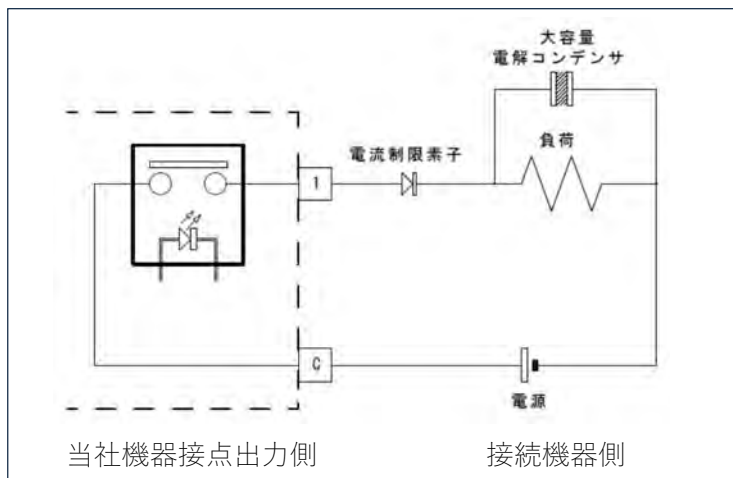 大容量
電解コンデンサ
電流制限素子
負荷
1
C
電源
当社機器接点出力側
接続機器側